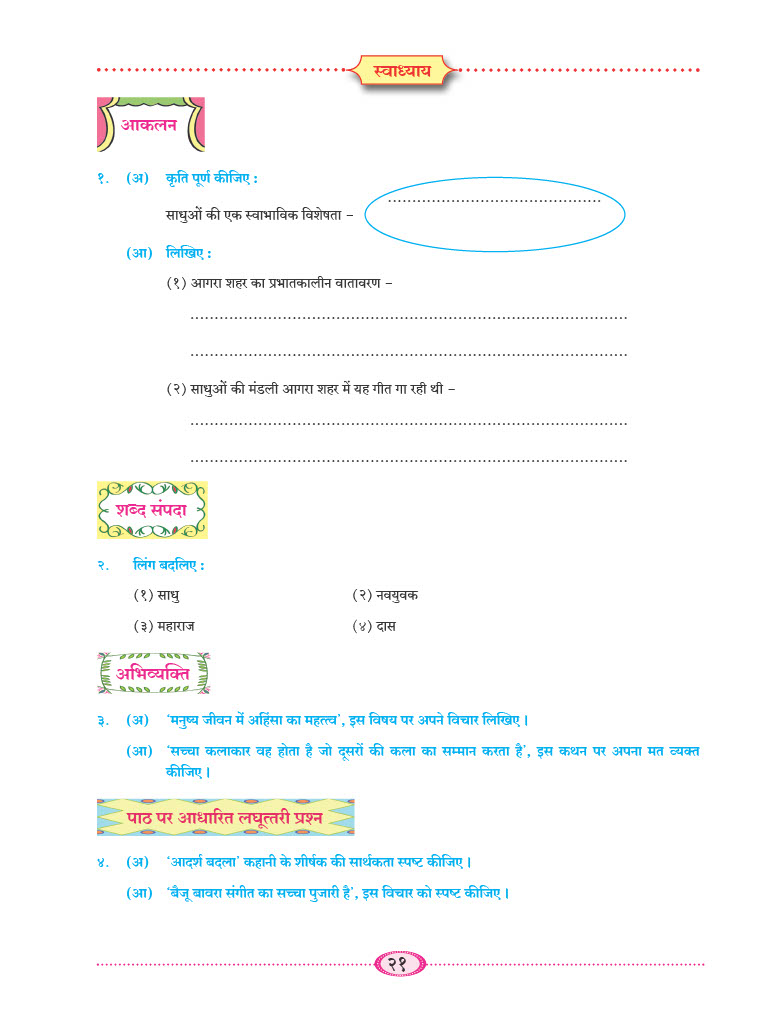 स्वाध्याय
आकलन
१. (अ) कृति पूर्ण कीजिए :
............................................
साधुओं की एक स्वाभाविक विशेषता –
(आ) लिखिए :
(१) आगरा शहर का प्रभातकालीन वातावरण –
..........................................................................................
..........................................................................................
(२) साधुओं की मंडली आगरा शहर में यह गीत गा रही थी –
..........................................................................................
..........................................................................................
शब्द संपदा
२. लिंग बदलिए :
(१) साधु (२) नवयुवक
(३) महाराज (४) दास
अभिव्यक्ति
३. (अ) ‘मनुष्य जीवन में अहिंसा का महत्त्व’, इस विषय पर अपने विचार लिखिए ।
(आ) ‘सच्चा कलाकार वह होता है जो दूसरों की कला का सम्मान करता है’, इस कथन पर अपना मत व्यक्त
कीजिए ।
पाठ पर आधारित लघूत्तरी प्रश्न
४. (अ) ‘आदर्श बदला’ कहानी के शीर्षक की सार्थकता स्पष्ट कीजिए ।
(आ) ‘बैजू बावरा संगीत का सच्चा पुजारी है’, इस विचार को स्पष्ट कीजिए ।
२१